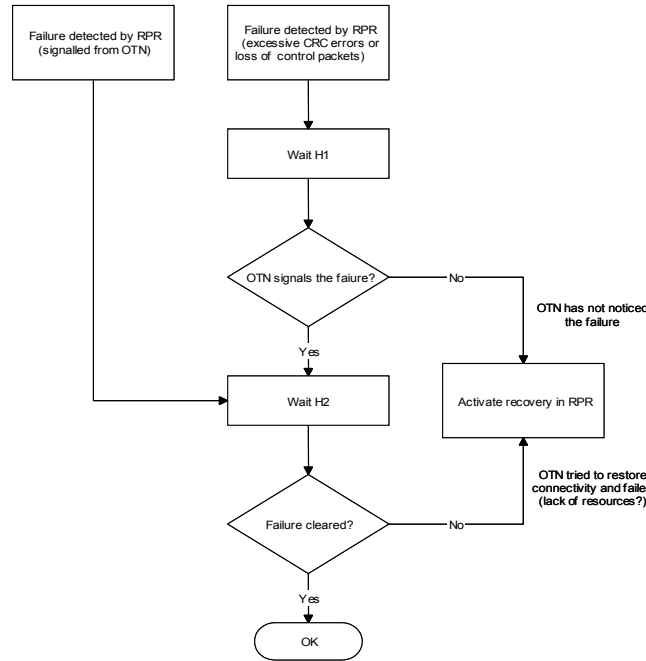 Failure detected by RPR
(signalled from OTN)
Failure detected by RPR
(excessive CRC errors or
loss of control packets)
Wait H1
OTN signals the faiure?
No
OTN has not noticed
the failure
Yes
Wait H2
Activate recovery in RPR
OTN tried to restore
connectivity and faile
(lack of resources?)
Failure cleared?
No
Yes
OK